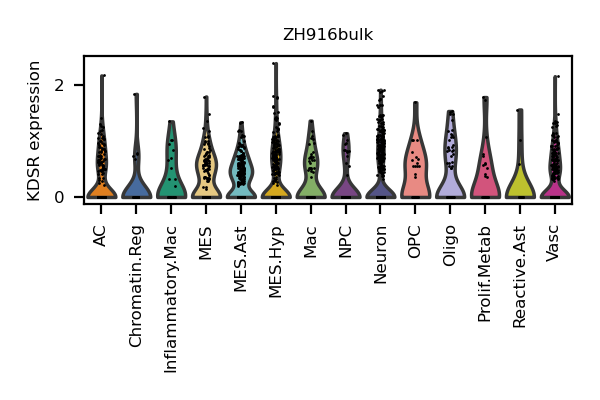 ZH916bulk
KDSR expression
2
0
AC
Chromatin.Reg
Inflammatory.Mac
MES
MES.Ast
MES.Hyp
Mac
NPC
Neuron
OPC
Oligo
Prolif.Metab
Reactive.Ast
Vasc